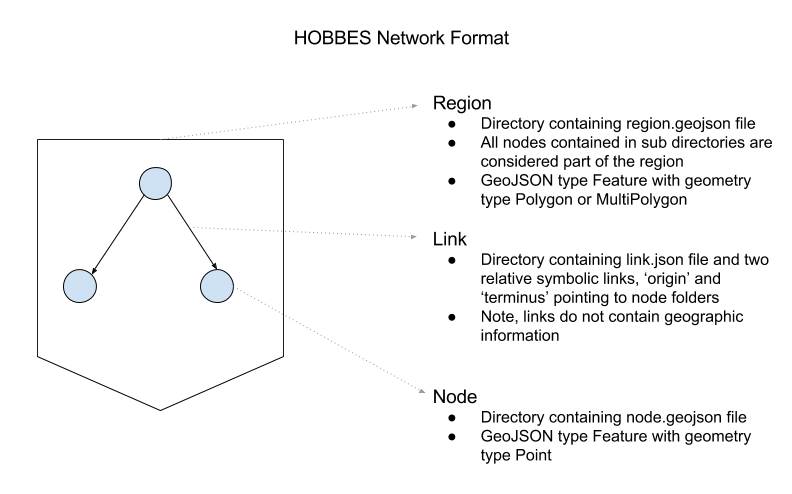 HOBBES Network Format
Region
● Directory containing region.geojson file
● All nodes contained in sub directories are
considered part of the region
● GeoJSON type Feature with geometry
type Polygon or MultiPolygon
Link
● Directory containing link.json file and two
relative symbolic links, ‘origin’ and
‘terminus’ pointing to node folders
● Note, links do not contain geographic
information
Node
● Directory containing node.geojson file
● GeoJSON type Feature with geometry
type Point